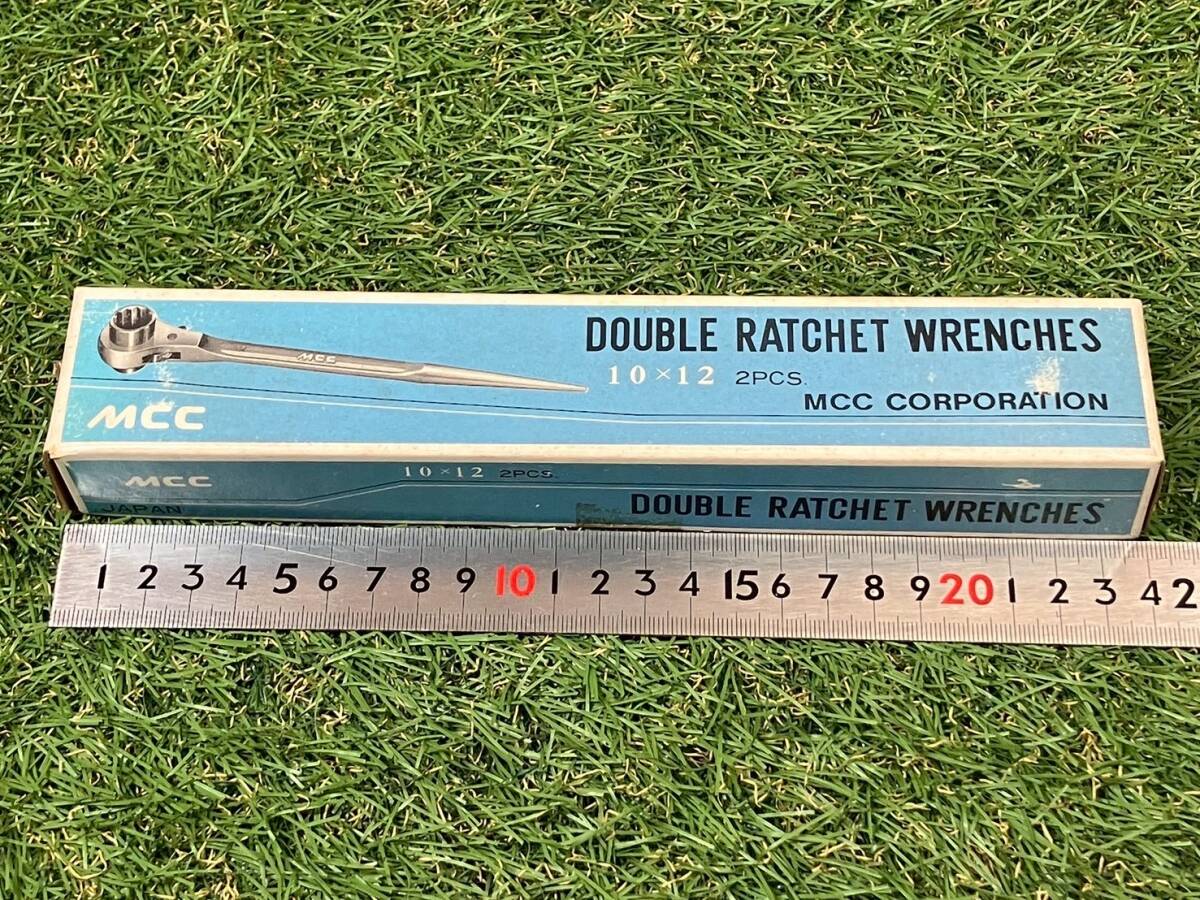 MCC
DOUBLE RATCHET WRENCHES
10×12 2PCS.
MCC CORPORATION
MCC
10×12 2PCS.
MCC
JAPAN
DOUBLE RATCHET WRENCHES
1 2 3 4 5 6 7 8 9 10 1 2 3 4 15 6 7 8 9 20 1 2 3 4 2